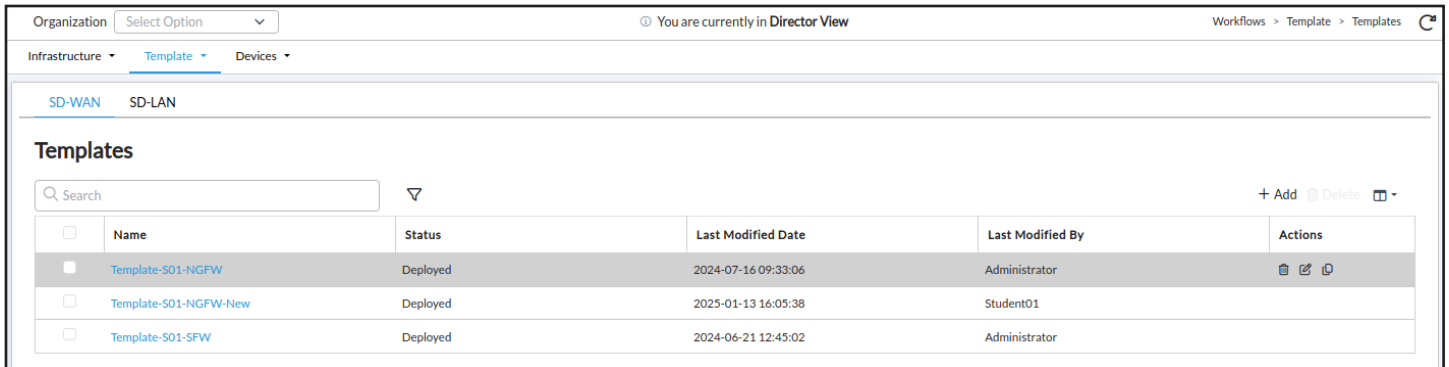 Organization Select Option You are currently in Director View Workflows > Template > Templates
Infrastructure Template Devices
SD-WAN SD-LAN
Templates
Search + Add Delete
Name Status Last Modified Date Last Modified By Actions
Template-S01-NGFW Deployed 2024-07-16 09:33:06 Administrator
Template-S01-NGFW-New Deployed 2025-01-13 16:05:38 Student01
Template-S01-SFW Deployed 2024-06-21 12:45:02 Administrator